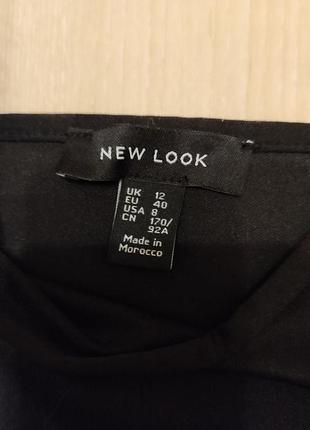 NEW LOOK
UK 12
EU 40
USA 8
CN 170/
92A
Made in
Morocco